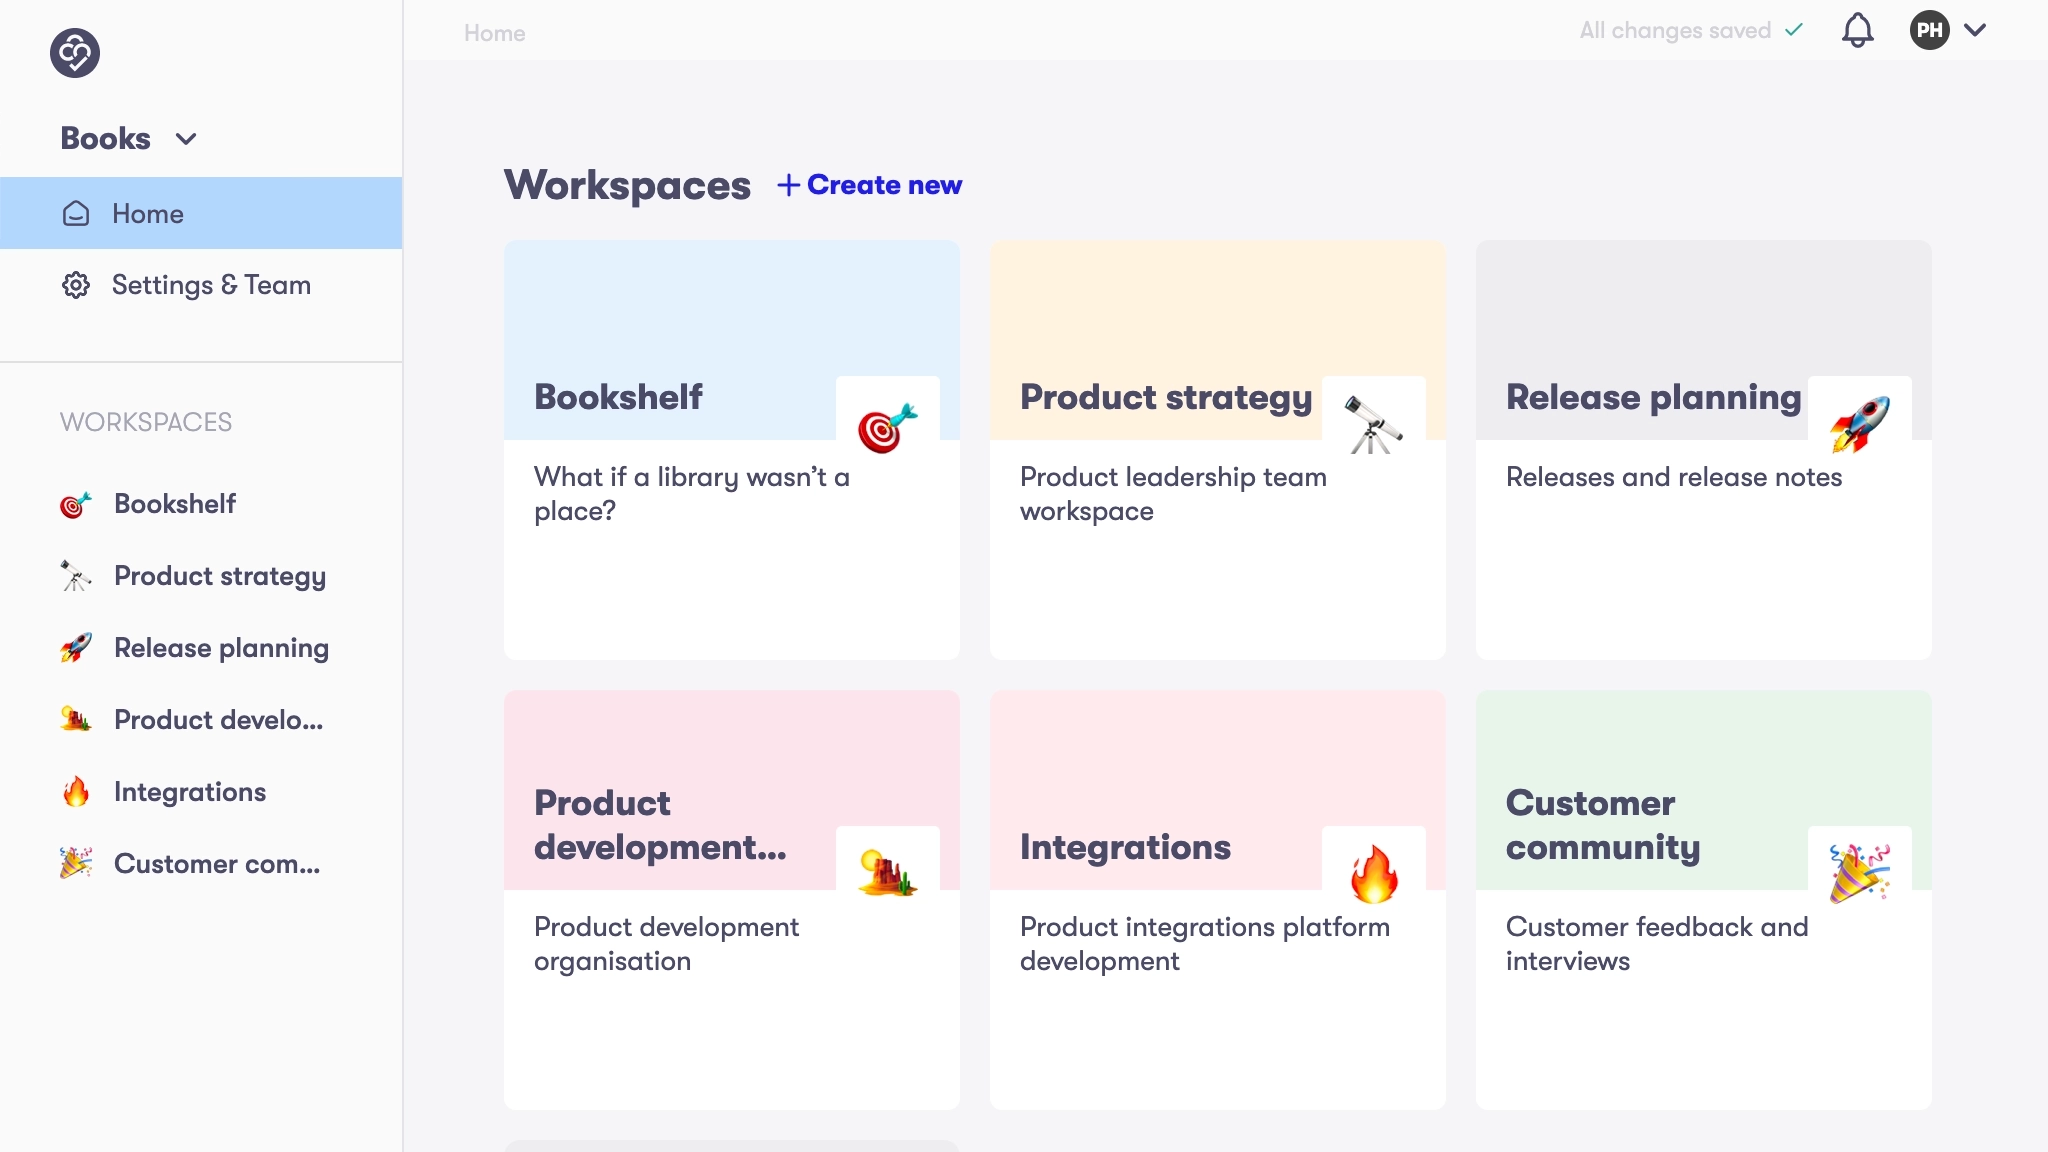 Books
Home
Settings & Team
WORKSPACES
Bookshelf
Product strategy
Release planning
Product develo...
Integrations
Customer com...
Home
All changes saved
PH
Workspaces
Create new
Bookshelf
What if a library wasn’t a
place?
Product strategy
Product leadership team
workspace
Release planning
Releases and release notes
Product
development...
Product development
organisation
Integrations
Product integrations platform
development
Customer
community
Customer feedback and
interviews